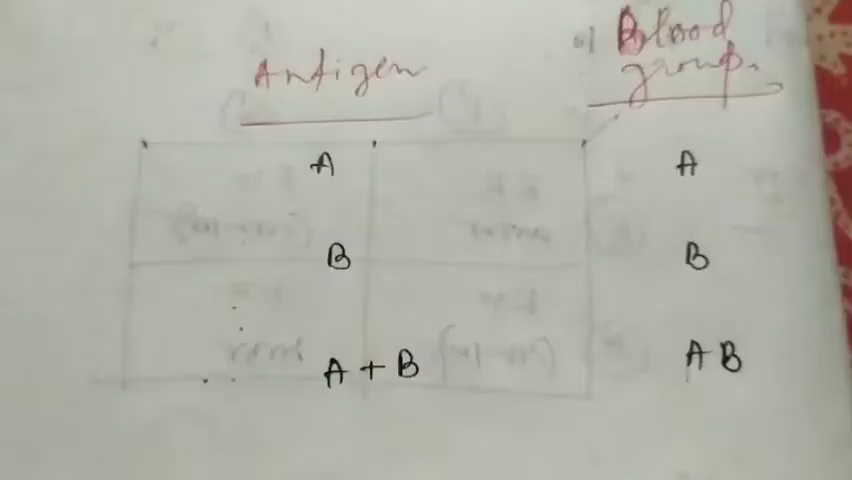 Antigen
Blood group.
A A
B B
A + B AB